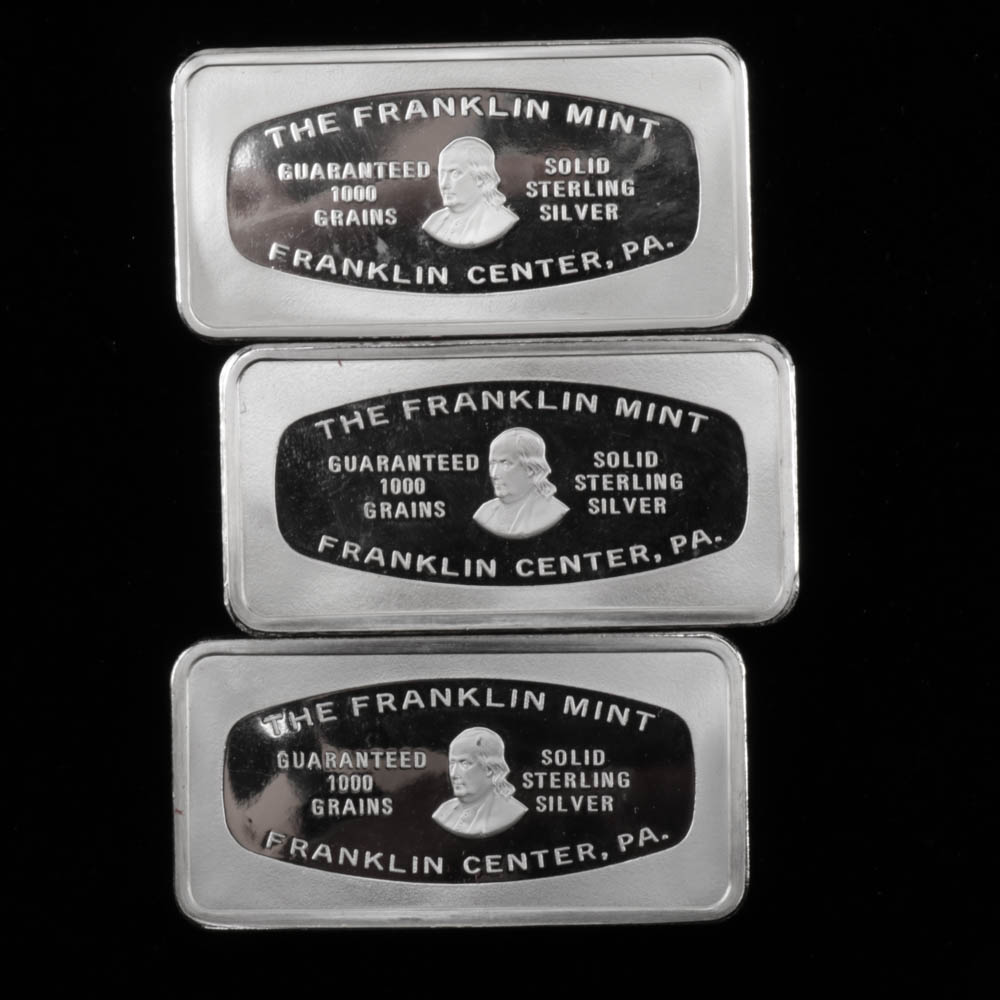 THE FRANKLIN MINT
GUARANTEED
1000
GRAINS
SOLID
STERLING
SILVER
FRANKLIN CENTER, PA.
THE FRANKLIN MINT
GUARANTEED
1000
GRAINS
SOLID
STERLING
SILVER
FRANKLIN CENTER, PA.
THE FRANKLIN MINT
GUARANTEED
1000
GRAINS
SOLID
STERLING
SILVER
FRANKLIN CENTER, PA.